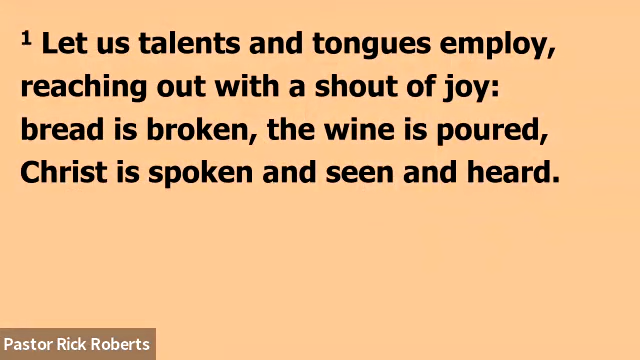 ¹ Let us talents and tongues employ,
reaching out with a shout of joy:
bread is broken, the wine is poured,
Christ is spoken and seen and heard.
Pastor Rick Roberts